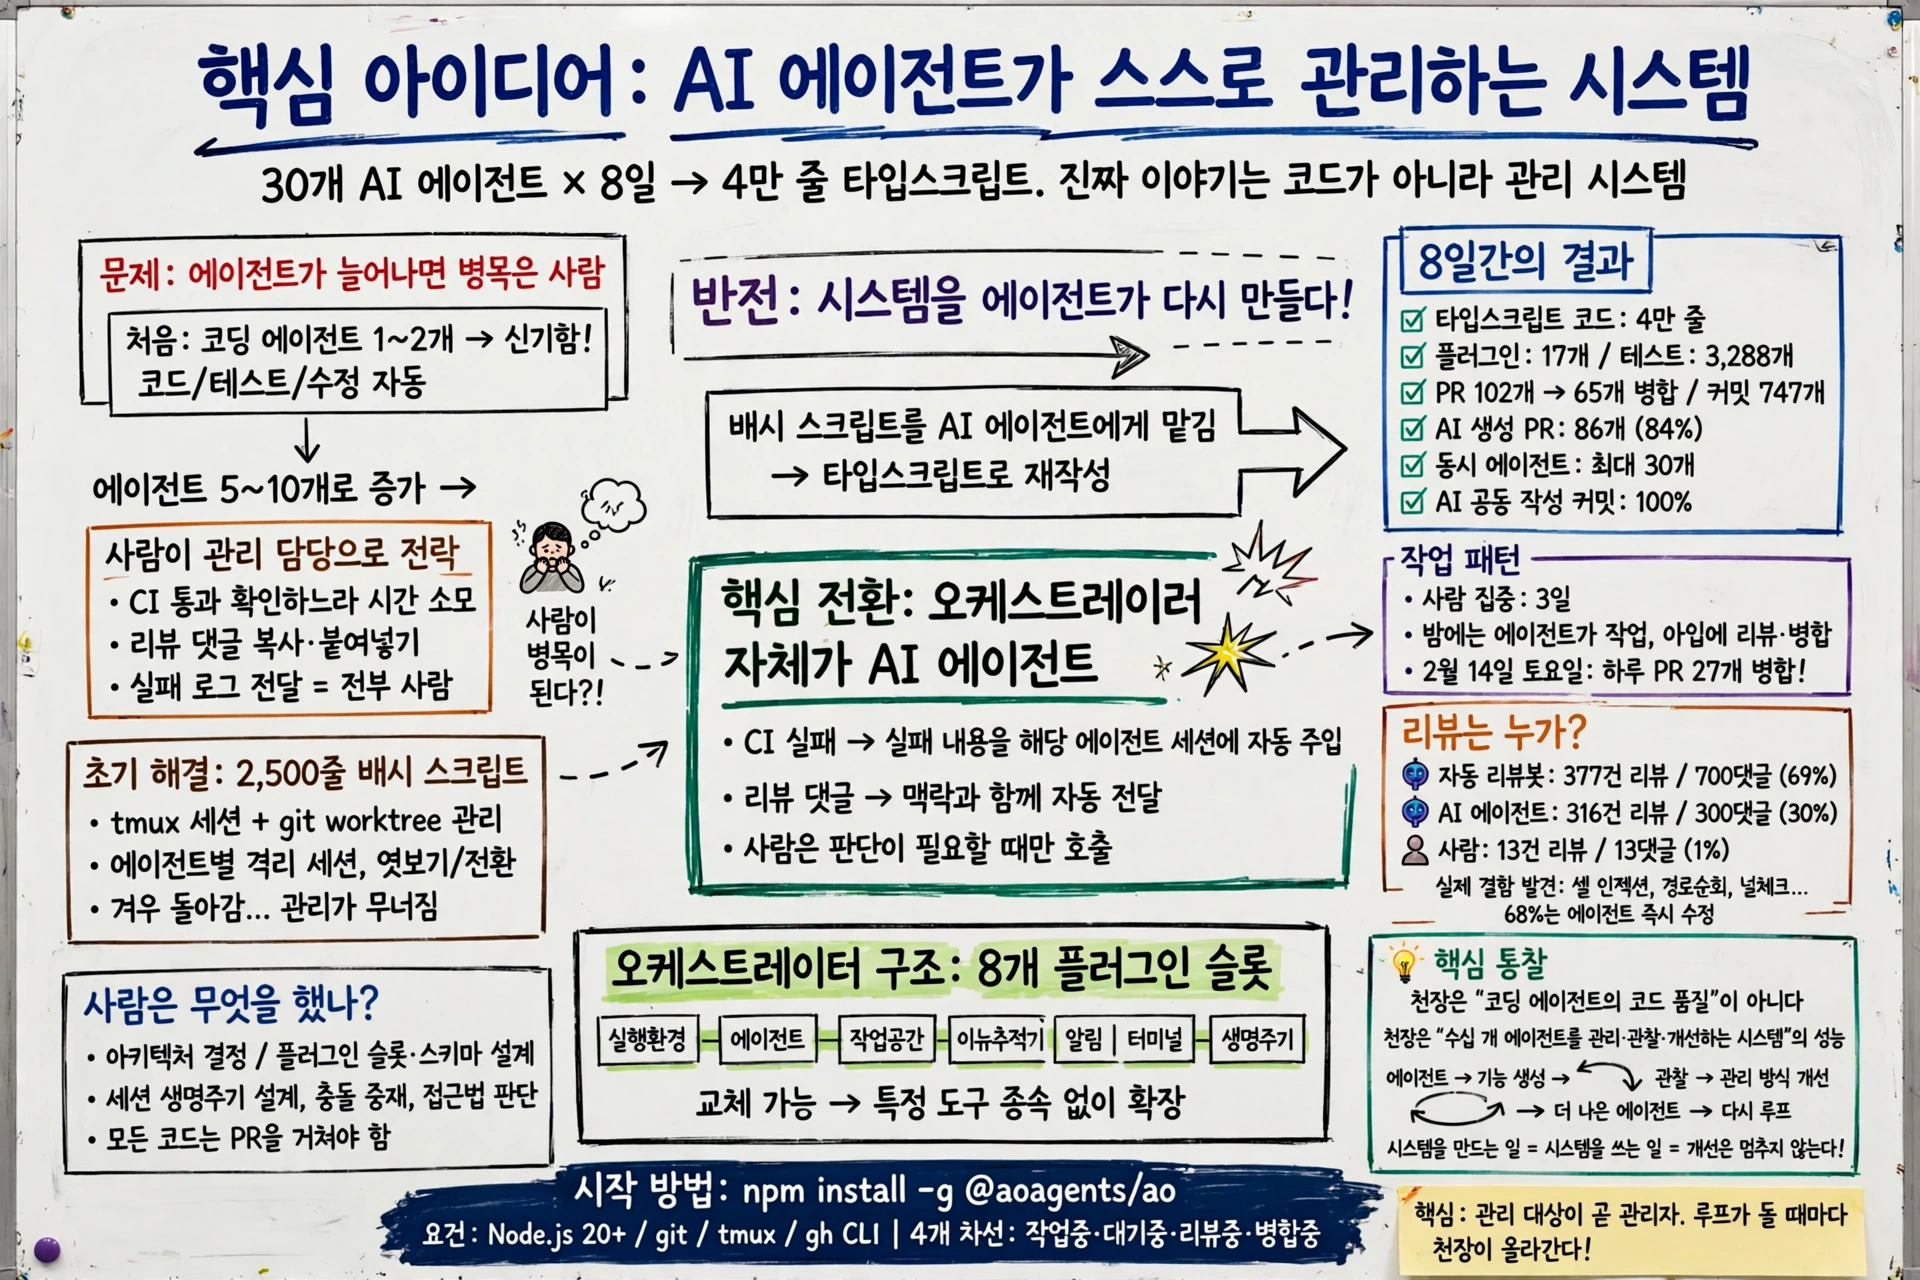 핵심 아이디어: AI 에이전트가 스스로 관리하는 시스템
30개 AI 에이전트 × 8일 → 4만 줄 타입스크립트. 진짜 이야기는 코드가 아니라 관리 시스템
문제: 에이전트가 늘어나면 병목은 사람
처음: 코딩 에이전트 1~2개 → 신기함!
코드/테스트/수정 자동
에이전트 5~10개로 증가 →
사람이 관리 담당으로 전락
• CI 통과 확인하느라 시간 소모
• 리뷰 댓글 복사·붙여넣기
• 실패 로그 전달 = 전부 사람
사람이
병목이
된다?!
초기 해결: 2,500줄 배시 스크립트
• tmux 세션 + git worktree 관리
• 에이전트별 격리 세션, 엿보기/전환
• 겨우 돌아감... 관리가 무너짐
사람은 무엇을 했나?
• 아키텍처 결정 / 플러그인 슬롯·스키마 설계
• 세션 생명주기 설계, 충돌 중재, 접근법 판단
• 모든 코드는 PR을 거쳐야 함
반전: 시스템을 에이전트가 다시 만들다!
배시 스크립트를 AI 에이전트에게 맡김
→ 타입스크립트로 재작성
핵심 전환: 오케스트레이러
자체가 AI 에이전트
• CI 실패 → 실패 내용을 해당 에이전트 세션에 자동 주입
• 리뷰 댓글 → 맥락과 함께 자동 전달
• 사람은 판단이 필요할 때만 호출
오케스트레이터 구조: 8개 플러그인 슬롯
실행환경 에이전트 작업공간 이뉴추적기 알림 | 터미널 생명주기
교체 가능 → 특정 도구 종속 없이 확장
8일간의 결과
타입스크립트 코드: 4만 줄
플러그인: 17개 / 테스트: 3,288개
PR 102개 → 65개 병합 / 커밋 747개
AI 생성 PR: 86개 (84%)
동시 에이전트: 최대 30개
AI 공동 작성 커밋: 100%
작업 패턴
• 사람 집중: 3일
• 밤에는 에이전트가 작업, 아입에 리뷰·병합
• 2월 14일 토요일: 하루 PR 27개 병합!
리뷰는 누가?
자동 리뷰봇: 377건 리뷰 / 700댓글 (69%)
AI 에이전트: 316건 리뷰 / 300댓글 (30%)
사람: 13건 리뷰 / 13댓글 (1%)
실제 결함 발견: 셸 인젝션, 경로순회, 널체크...
68%는 에이전트 즉시 수정
핵심 통찰
천장은 “코딩 에이전트의 코드 품질”이 아니다
천장은 “수십 개 에이전트를 관리·관찰·개선하는 시스템”의 성능
에이전트 → 기능 생성 → 관찰 → 관리 방식 개선
→ 더 나은 에이전트 → 다시 루프
시스템을 만드는 일 = 시스템을 쓰는 일 = 개선은 멈추지 않는다!
시작 방법: npm install -g @aoagents/ao
요건: Node.js 20+ / git / tmux / gh CLI | 4개 차선: 작업중·대기중·리뷰중·병합중
핵심: 관리 대상이 곧 관리자. 루프가 돌 때마다
천장이 올라간다!